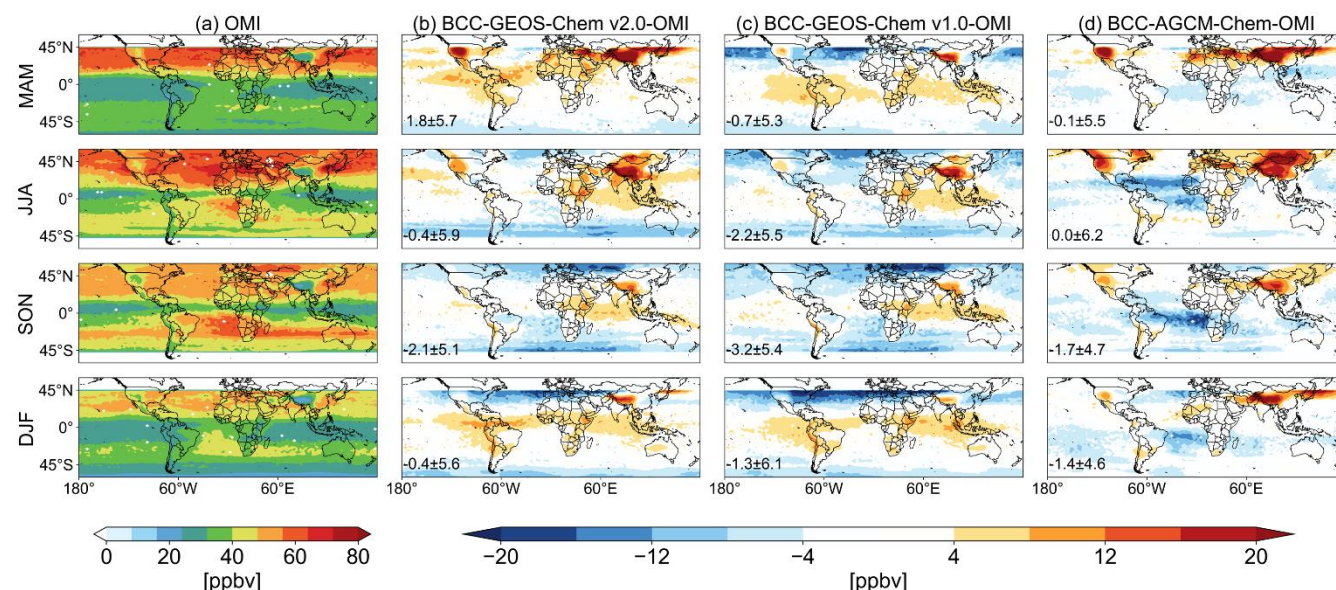 (a) OMI
(b) BCC-GEOS-Chem v2.0-OMI
(c) BCC-GEOS-Chem v1.0-OMI
(d) BCC-AGCM-Chem-OMI
MAM
45°N
0°
45°S
1.8±5.7
-0.7±5.3
-0.1±5.5
JJA
45°N
0°
45°S
-0.4±5.9
-2.2±5.5
0.0±6.2
SON
45°N
0°
45°S
-2.1±5.1
-3.2±5.4
-1.7±4.7
DJF
45°N
0°
45°S
-0.4±5.6
-1.3±6.1
-1.4±4.6
180 60°W 60°E
180 60°W 60°E
180 60°W 60°E
180 60°W 60°E
0 20 40 60 80
[ppbv]
−20 −12 −4 4 12 20
[ppbv]